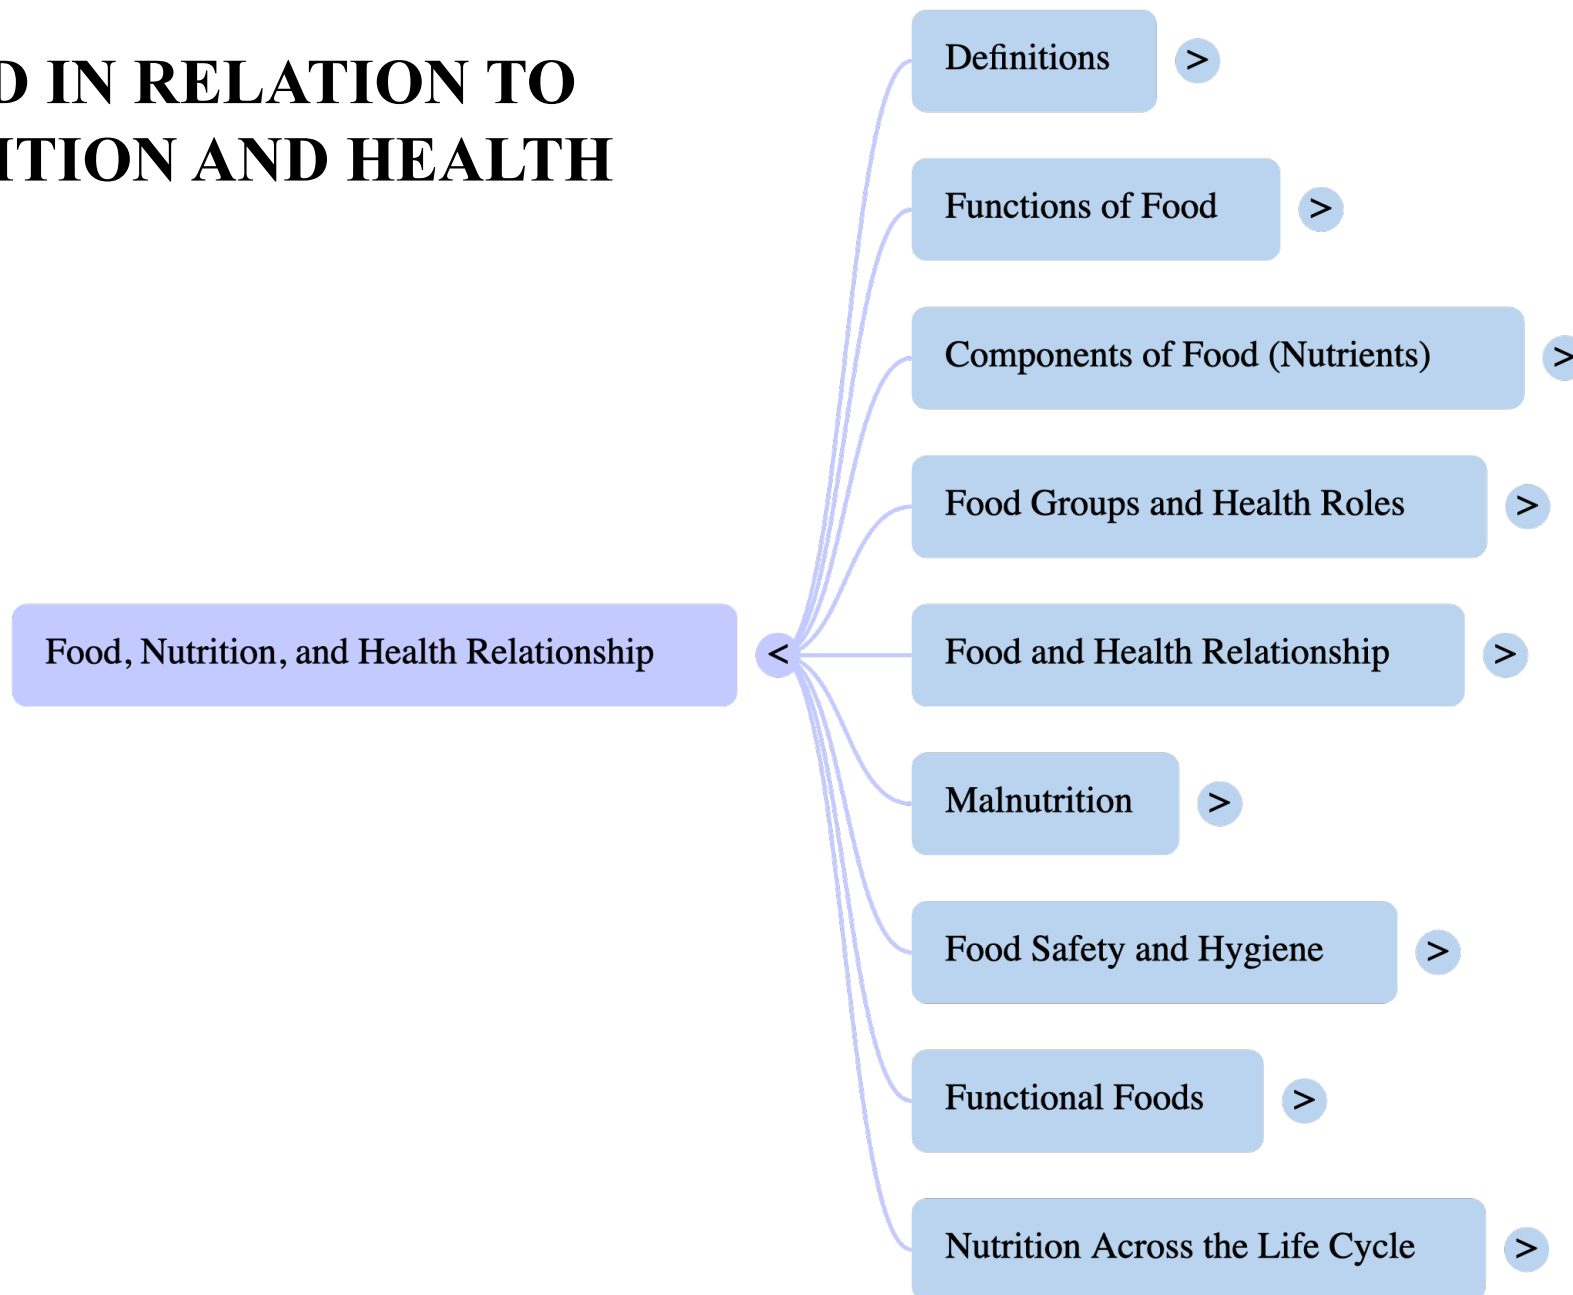 D IN RELATION TO
ITION AND HEALTH
Definitions >
Functions of Food >
Components of Food (Nutrients) >
Food Groups and Health Roles >
Food, Nutrition, and Health Relationship <
Food and Health Relationship >
Malnutrition >
Food Safety and Hygiene >
Functional Foods >
Nutrition Across the Life Cycle >